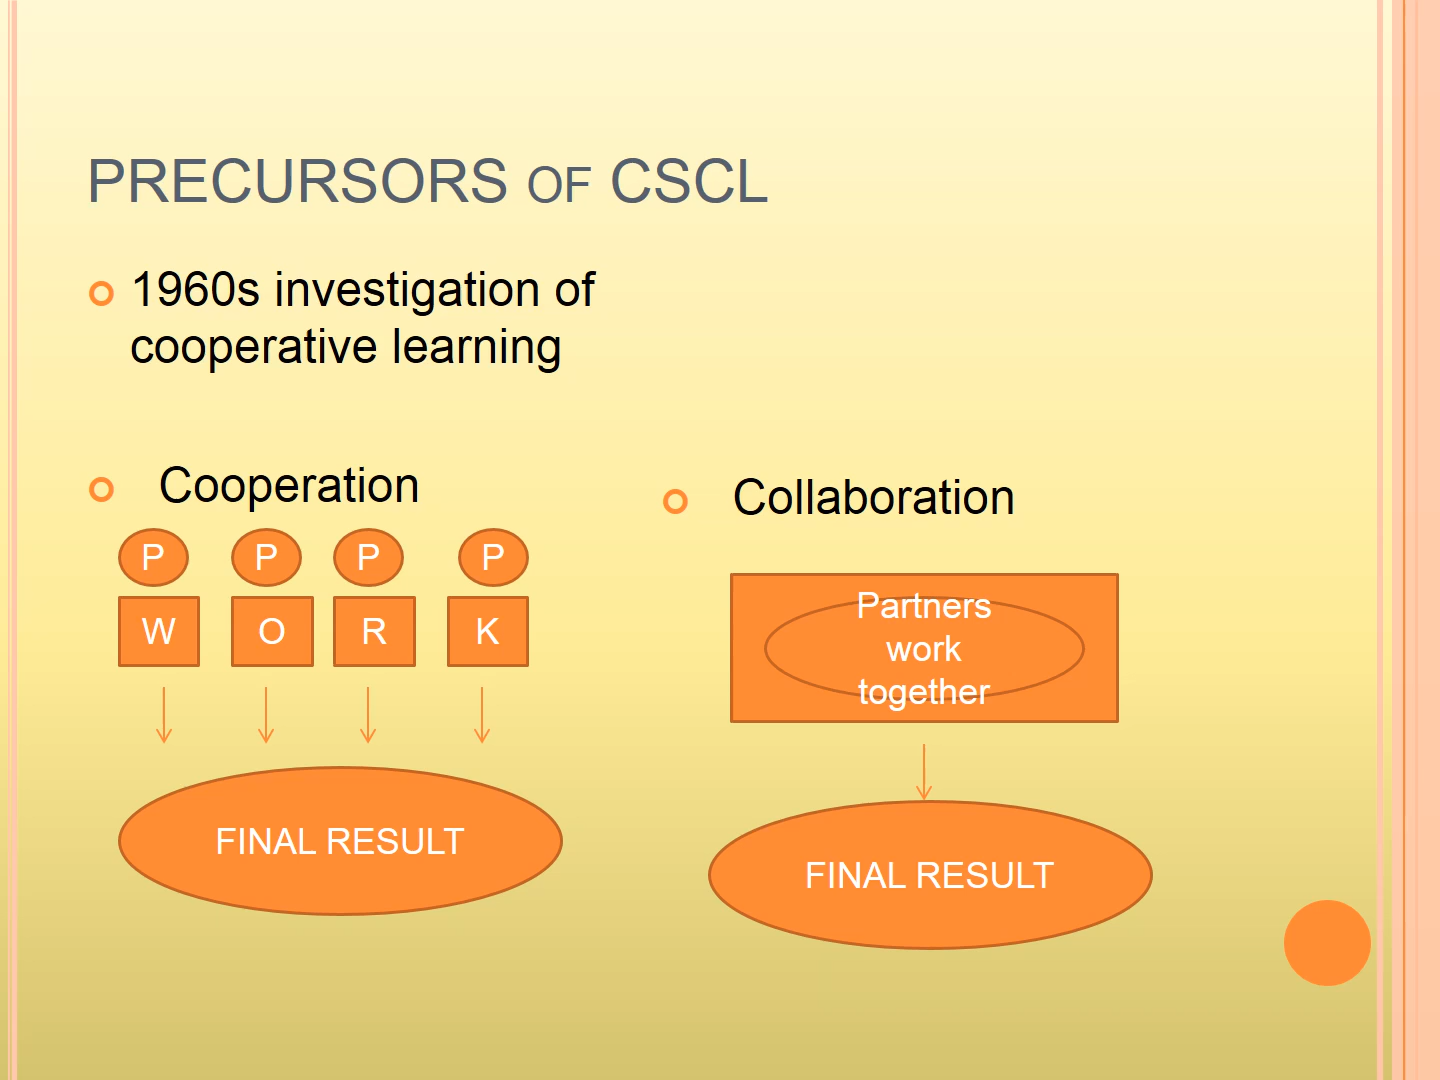 PRECURSORS OF CSCL
1960s investigation of
cooperative learning
Cooperation
P P P P
W O R K
FINAL RESULT
Collaboration
Partners
work
together
FINAL RESULT